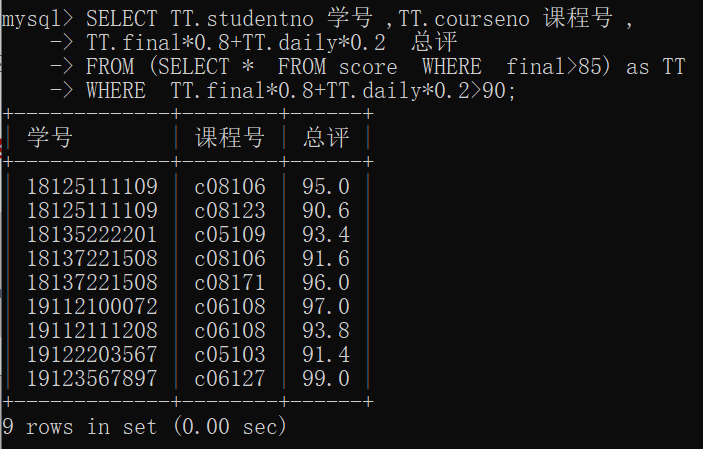 mysql> SELECT TT.studentno 学号 ,TT.courseno 课程号 ,
    -> TT.final*0.8+TT.daily*0.2  总评
    -> FROM (SELECT *  FROM score  WHERE  final>85) as TT
    -> WHERE  TT.final*0.8+TT.daily*0.2>90;
+-------------+--------+------+
| 学号        | 课程号 | 总评 |
+-------------+--------+------+
| 18125111109 | c08106 | 95.0 |
| 18125111109 | c08123 | 90.6 |
| 18135222201 | c05109 | 93.4 |
| 18137221508 | c08106 | 91.6 |
| 18137221508 | c08171 | 96.0 |
| 19112100072 | c06108 | 97.0 |
| 19112111208 | c06108 | 93.8 |
| 19122203567 | c05103 | 91.4 |
| 19123567897 | c06127 | 99.0 |
+-------------+--------+------+
9 rows in set (0.00 sec)